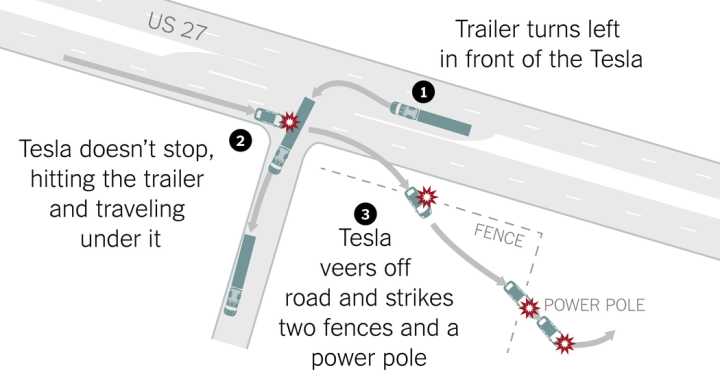 US 27
Trailer turns left
in front of the Tesla
1
2
Tesla doesn’t stop,
hitting the trailer
and traveling
under it
3
Tesla
veers off
road and strikes
two fences and a
power pole
FENCE
POWER POLE